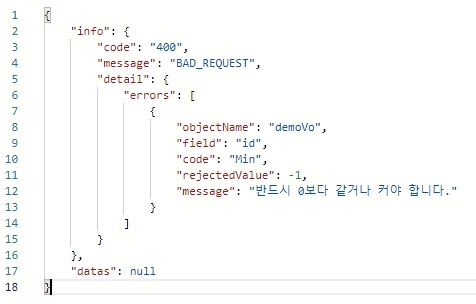 1 {
2     "info": {
3         "code": "400",
4         "message": "BAD_REQUEST",
5         "detail": {
6             "errors": [
7                 {
8                     "objectName": "demoVo",
9                     "field": "id",
10                     "code": "Min",
11                     "rejectedValue": -1,
12                     "message": "반드시 0보다 같거나 커야 합니다."
13                 }
14             ]
15         }
16     },
17     "datas": null
18 }